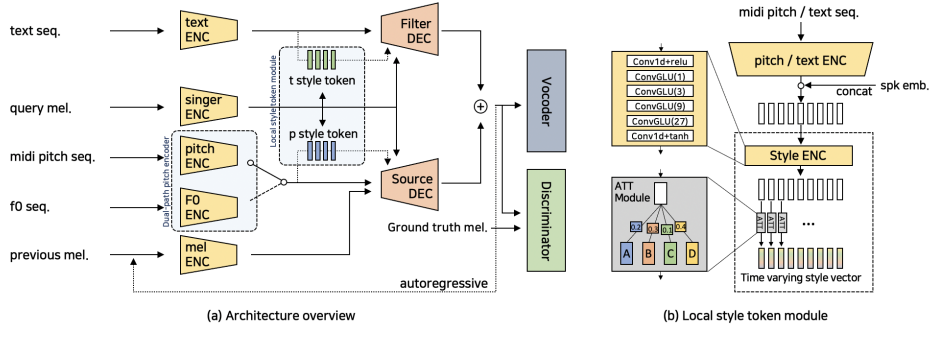 text seq.
text
ENC
Filter
DEC
t style token
Local style token module
query mel.
singer
ENC
p style token
Dual-path pitch encoder
midi pitch seq.
pitch
ENC
f0 seq.
F0
ENC
Source
DEC
previous mel.
mel
ENC
Ground truth mel.
autoregressive
Vocoder
Discriminator
(a) Architecture overview
midi pitch / text seq.
pitch / text ENC
spk emb.
concat
Conv1d+relu
ConvGLU(1)
ConvGLU(3)
ConvGLU(9)
ConvGLU(27)
Conv1d+tanh
Style ENC
ATT
Module
0.2
0.3
0.1
0.4
A
B
C
D
ATT
ATT
ATT
...
Time varying style vector
(b) Local style token module